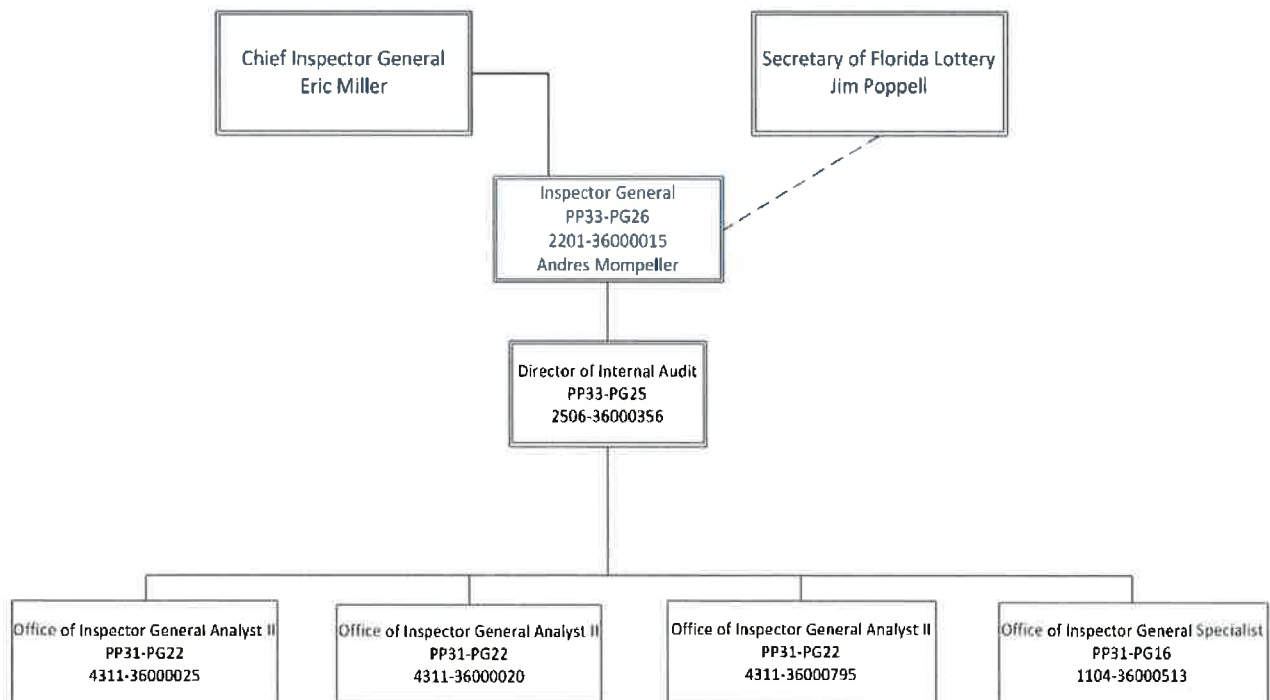 Chief Inspector General
Eric Miller
Secretary of Florida Lottery
Jim Poppell
Inspector General
PP33-PG26
2201-36000015
Andres Mompeller
Director of Internal Audit
PP33-PG25
2506-36000356
Office of Inspector General Analyst II
PP31-PG22
4311-36000025
Office of Inspector General Analyst II
PP31-PG22
4311-36000020
Office of Inspector General Analyst II
PP31-PG22
4311-36000795
Office of Inspector General Specialist
PP31-PG16
1104-36000513